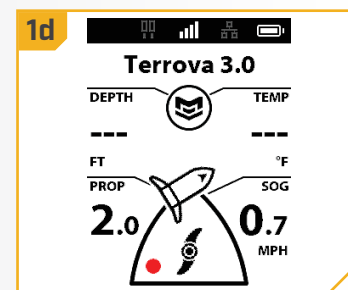 1d
Terrova 3.0
DEPTH TEMP
--- ---
FT °F
PROP SOG
2.0 0.7
MPH